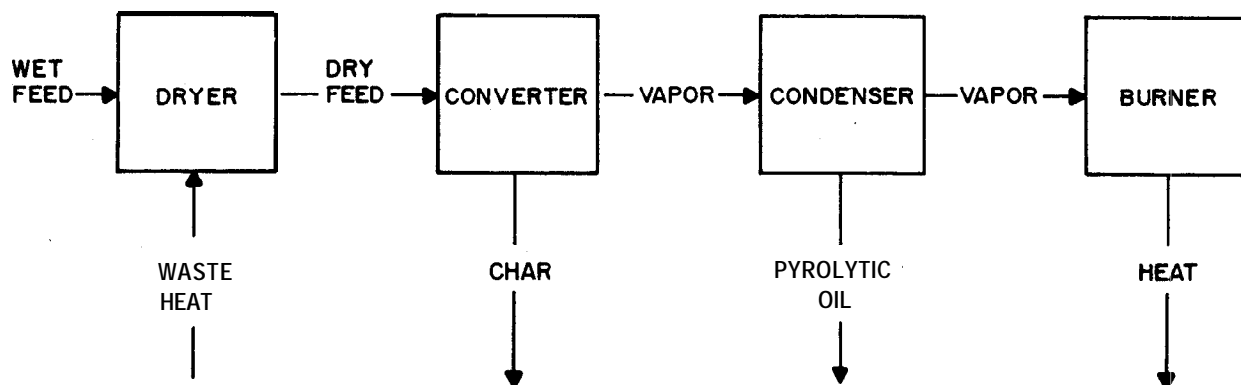 WET
FEED
DRYER
DRY
FEED
CONVERTER
VAPOR
CONDENSER
VAPOR
BURNER
WASTE
HEAT
CHAR
PYROLYTIC
OIL
HEAT